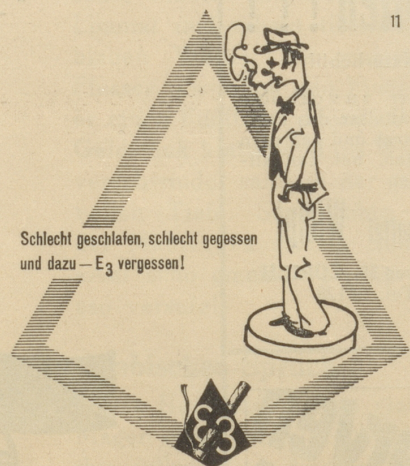 11
Schlecht geschlafen, schlecht gegessen
und dazu — E3 vergessen!
E3